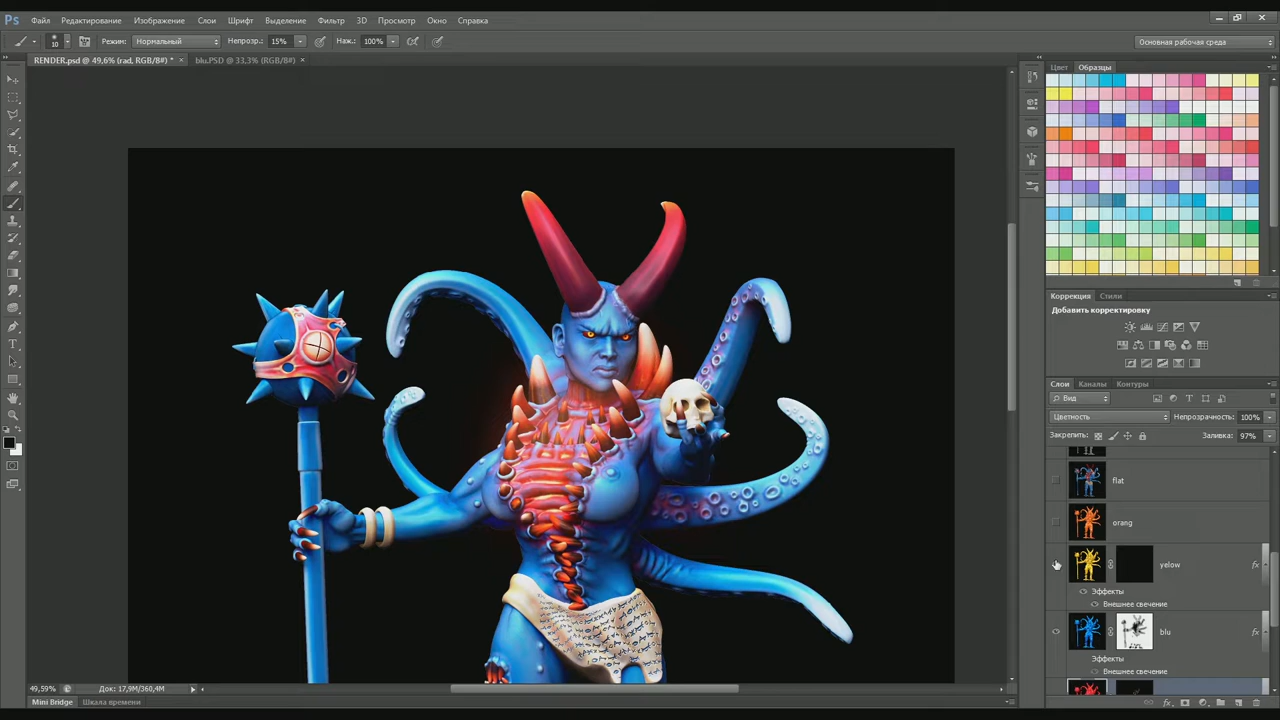 Ps Файл Редактирование Изображение Слои Шрифт Выделение Фильтр 3D Просмотр Окно Справка
10 Режим: Нормальный Непрозр.: 15% Наж.: 100% Основная рабочая среда
RENDER.psd @ 49,6% (rad, RGB/8#) * × blu.PSD @ 33,3% (RGB/8#) ×
Цвет Образцы
Коррекция Стили
Добавить корректировку
Слои Каналы Контуры
Вид
Цветность Непрозрачность: 100%
Закрепить: Заливка: 97%
flat
orang
yelow fx
Эффекты
Внешнее свечение
blu fx
Эффекты
Внешнее свечение
49,59% Док: 17,9M/360,4M
Mini Bridge Шкала времени